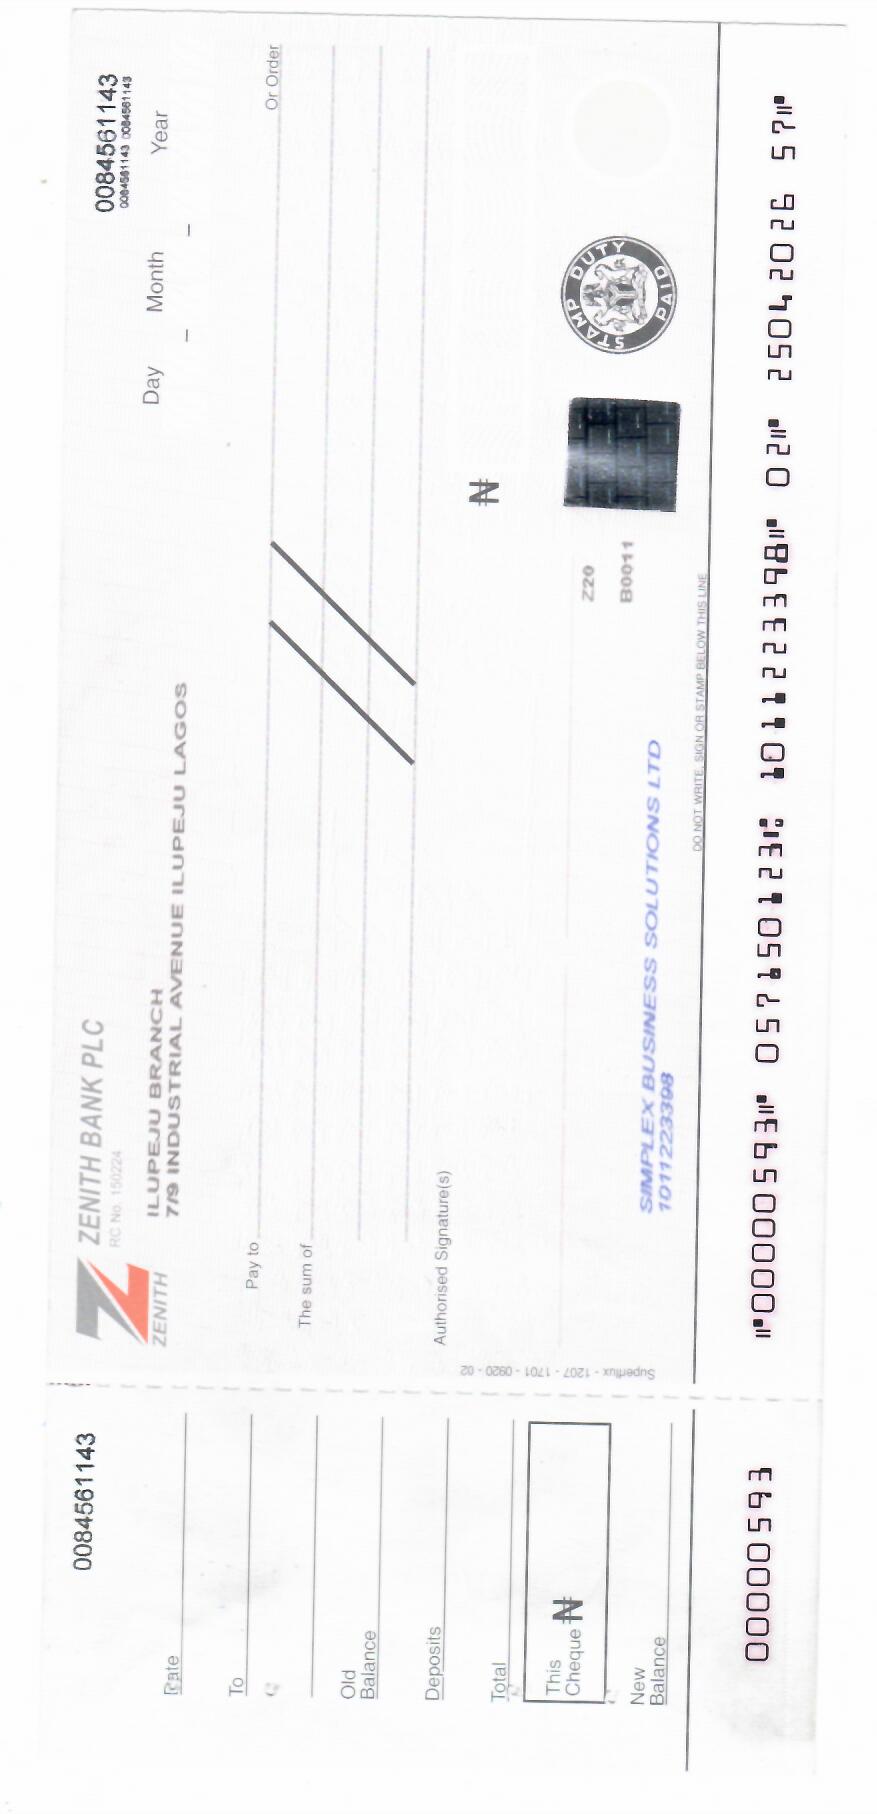 0084561143
Date
To
Old
Balance
Deposits
Total
This
Cheque ₦
New
Balance
00000593
ZENITH
ZENITH BANK PLC
RC No. 150224
ILUPEJU BRANCH
7/9 INDUSTRIAL AVENUE ILUPEJU LAGOS
0084561143
0084561143 0084561143
Day Month Year
Pay to Or Order
The sum of
₦
Authorised Signature(s)
STAMP DUTY PAID
Z20
B0011
SIMPLEX BUSINESS SOLUTIONS LTD
1011223398
Superflux - 1207 - 1701 - 0920 - 02
DO NOT WRITE, SIGN OR STAMP BELOW THIS LINE
⑈00000593⑈ 057150123⑆ 1011223398⑈ 02⑈ 25042026 57⑈